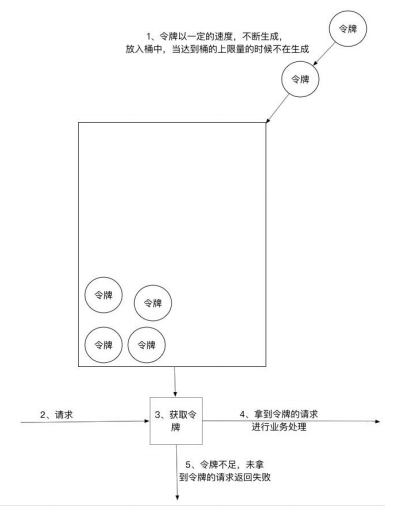 令牌
1、令牌以一定的速度，不断生成，
放入桶中，当达到桶的上限量的时候不在生成
令牌
令牌
令牌
令牌
令牌
2、请求
3、获取令
牌
4、拿到令牌的请求
进行业务处理
5、令牌不足，未拿
到令牌的请求返回失败